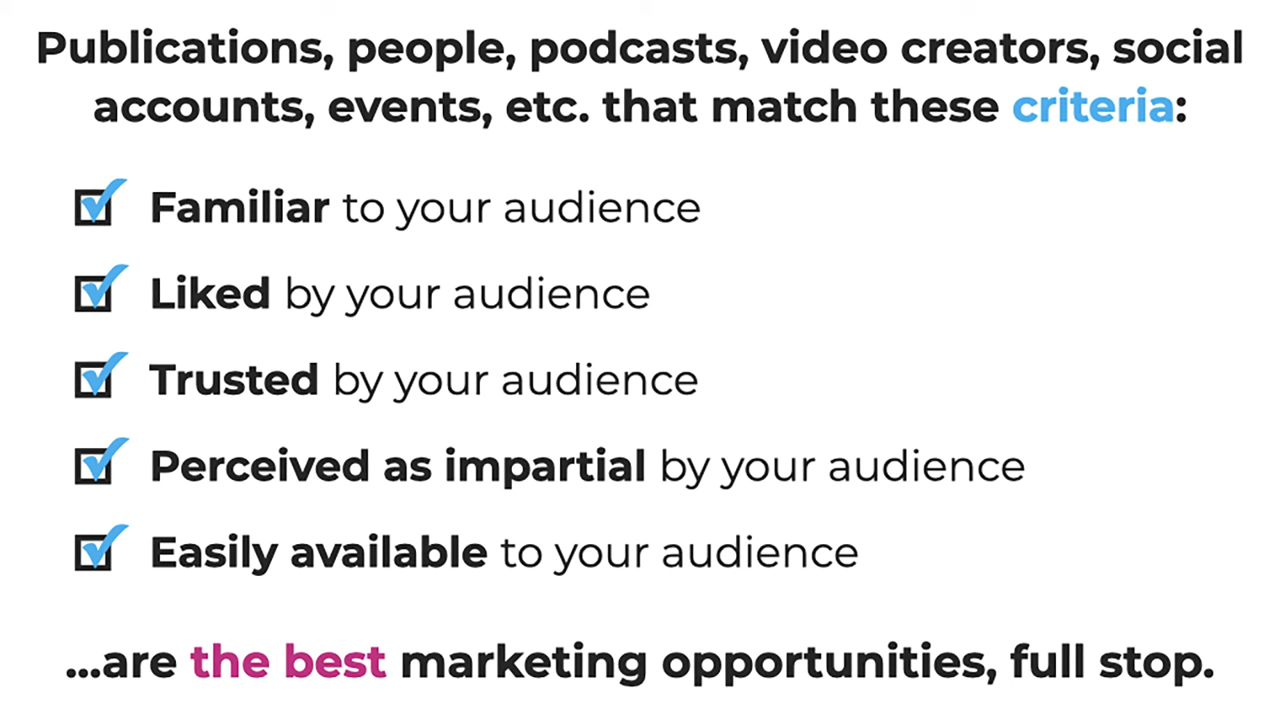 Publications, people, podcasts, video creators, social
accounts, events, etc. that match these criteria:
Familiar to your audience
Liked by your audience
Trusted by your audience
Perceived as impartial by your audience
Easily available to your audience
...are the best marketing opportunities, full stop.